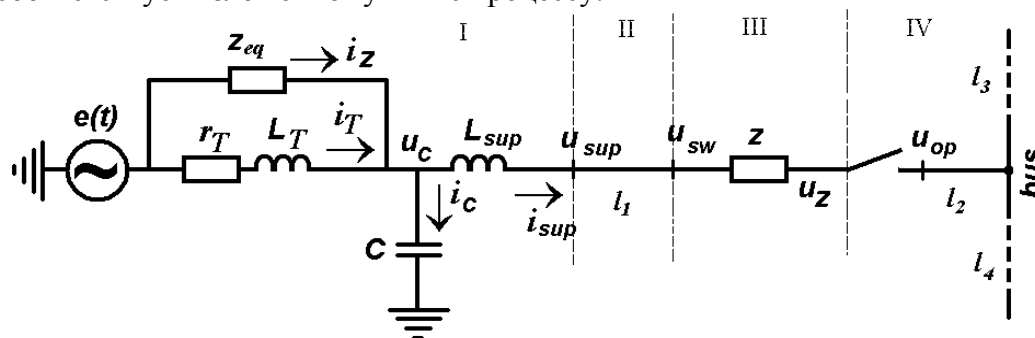 I II III IV
z_eq i_z
l_3
e(t)
r_T L_T i_T u_c L_sup u_sup u_sw z u_z u_op
bus
i_c i_sup l_1 l_2
C
l_4